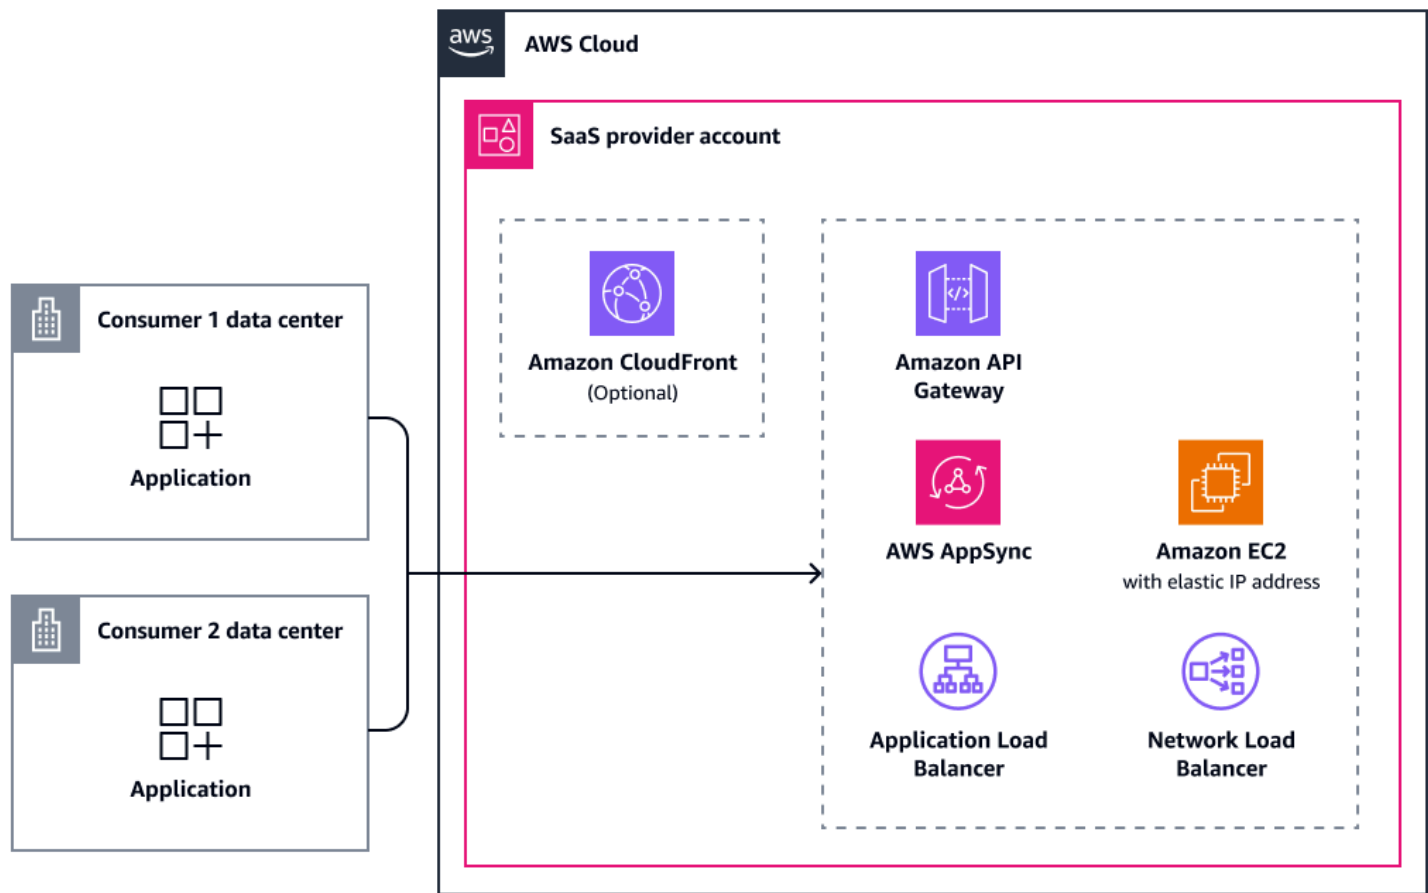 aws
AWS Cloud
SaaS provider account
Consumer 1 data center
Application
Consumer 2 data center
Application
Amazon CloudFront
(Optional)
Amazon API
Gateway
</>
AWS AppSync
Amazon EC2
with elastic IP address
Application Load
Balancer
Network Load
Balancer